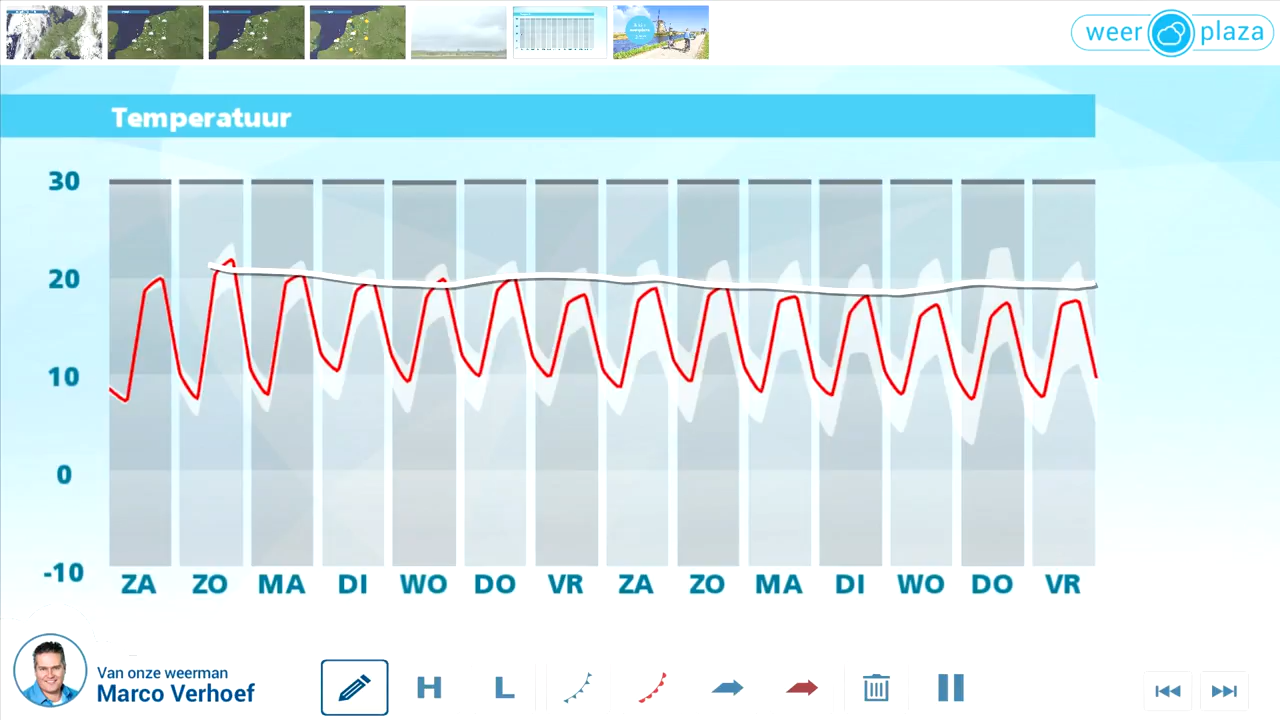 weer plaza
Temperatuur
30
20
10
0
-10
ZA ZO MA DI WO DO VR ZA ZO MA DI WO DO VR
Van onze weerman
Marco Verhoef
H L